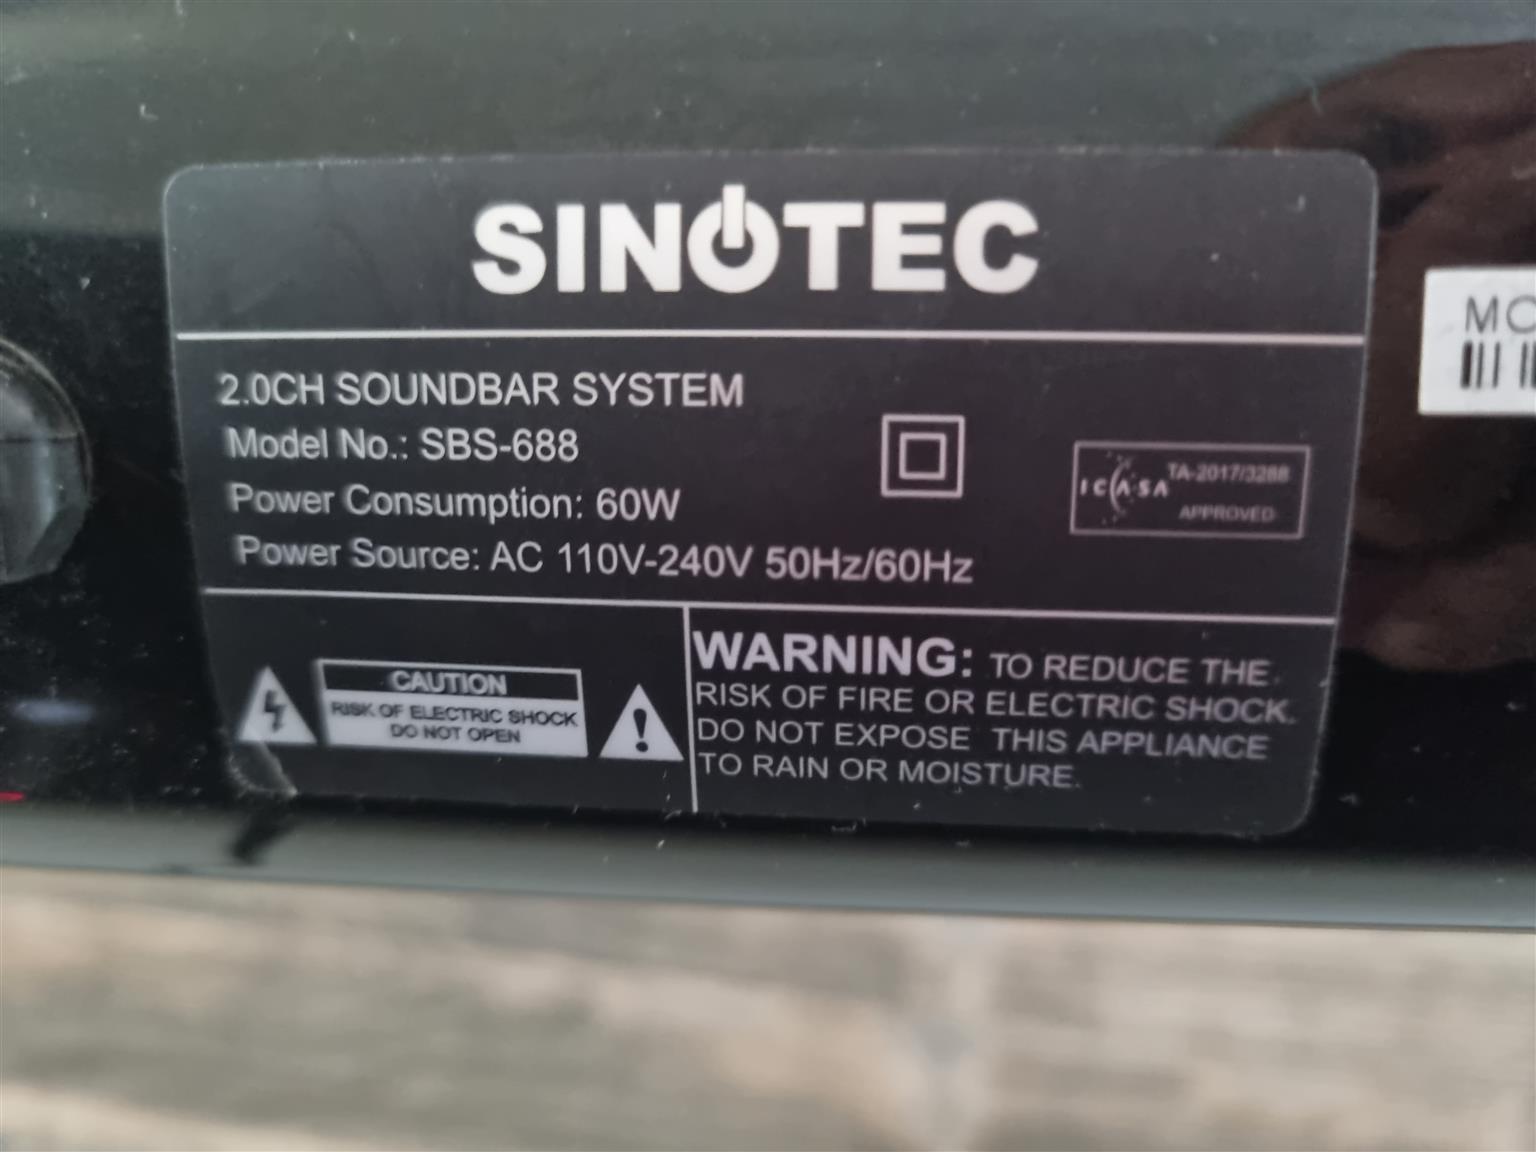 SINOTEC
2.0CH SOUNDBAR SYSTEM
Model No.: SBS-688
Power Consumption: 60W
Power Source: AC 110V-240V 50Hz/60Hz
ICASA
TA-2017/3288
APPROVED
CAUTION
RISK OF ELECTRIC SHOCK
DO NOT OPEN
WARNING: TO REDUCE THE
RISK OF FIRE OR ELECTRIC SHOCK.
DO NOT EXPOSE THIS APPLIANCE
TO RAIN OR MOISTURE.